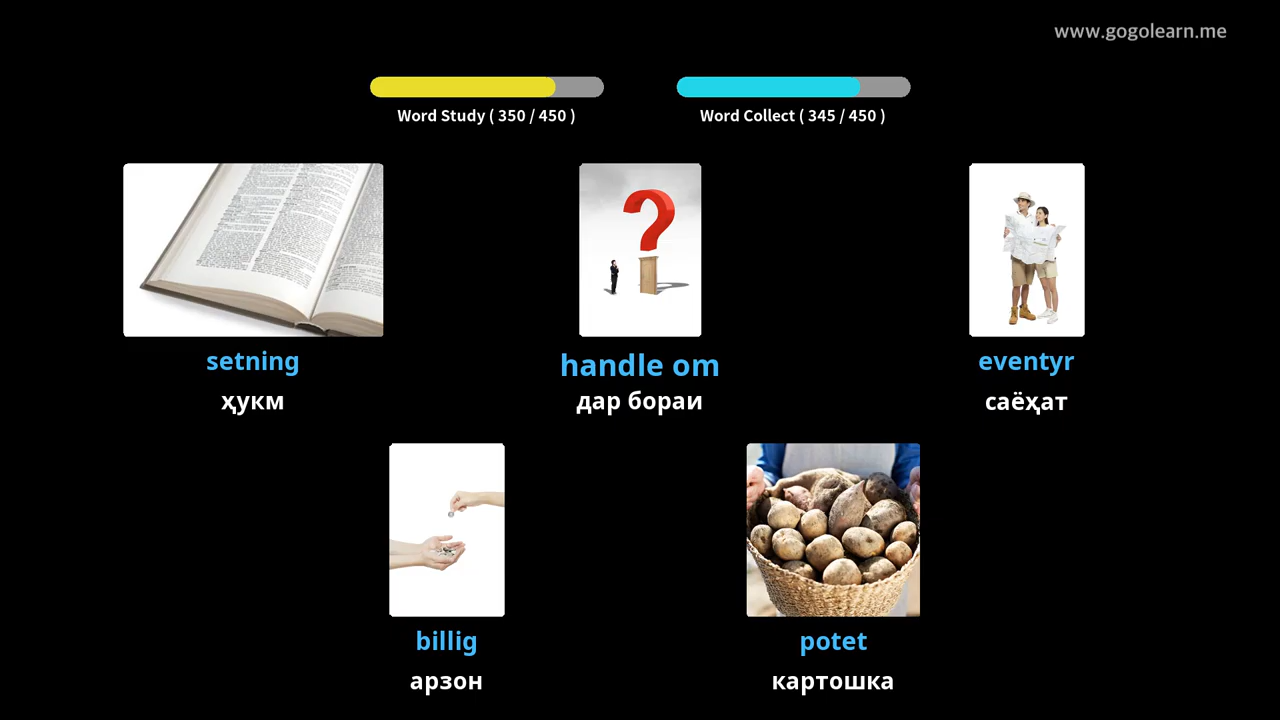 www.gogolearn.me
Word Study ( 350 / 450 )
Word Collect ( 345 / 450 )
setning
handle om
eventyr
ҳукм
дар бораи
саёҳат
billig
potet
арзон
картошка